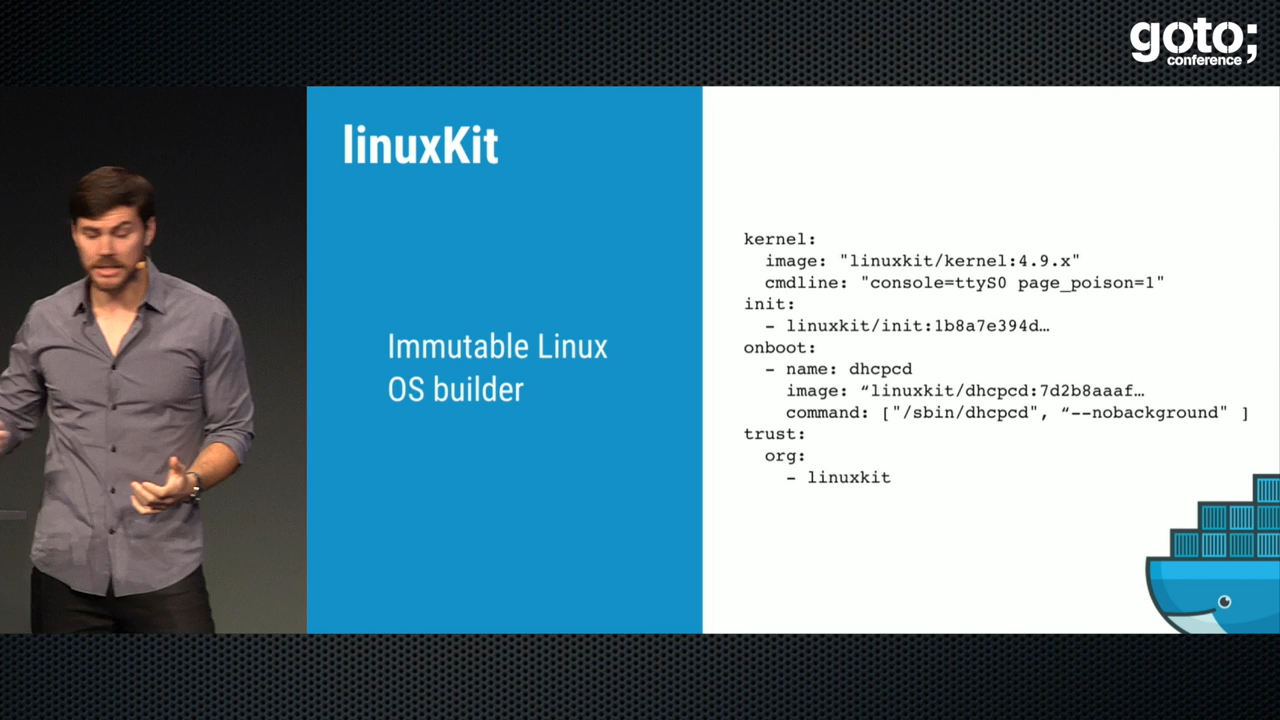 goto;
conference
linuxKit
Immutable Linux
OS builder
kernel:
  image: "linuxkit/kernel:4.9.x"
  cmdline: "console=ttyS0 page_poison=1"
init:
  - linuxkit/init:1b8a7e394d…
onboot:
  - name: dhcpcd
    image: “linuxkit/dhcpcd:7d2b8aaaf…
    command: ["/sbin/dhcpcd", “--nobackground" ]
trust:
  org:
    - linuxkit